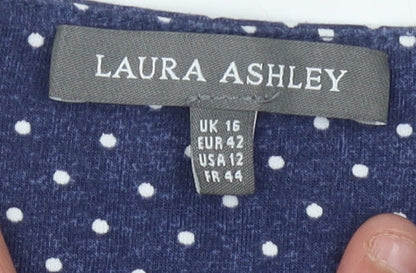 LAURA ASHLEY
UK 16
EUR 42
USA 12
FR 44